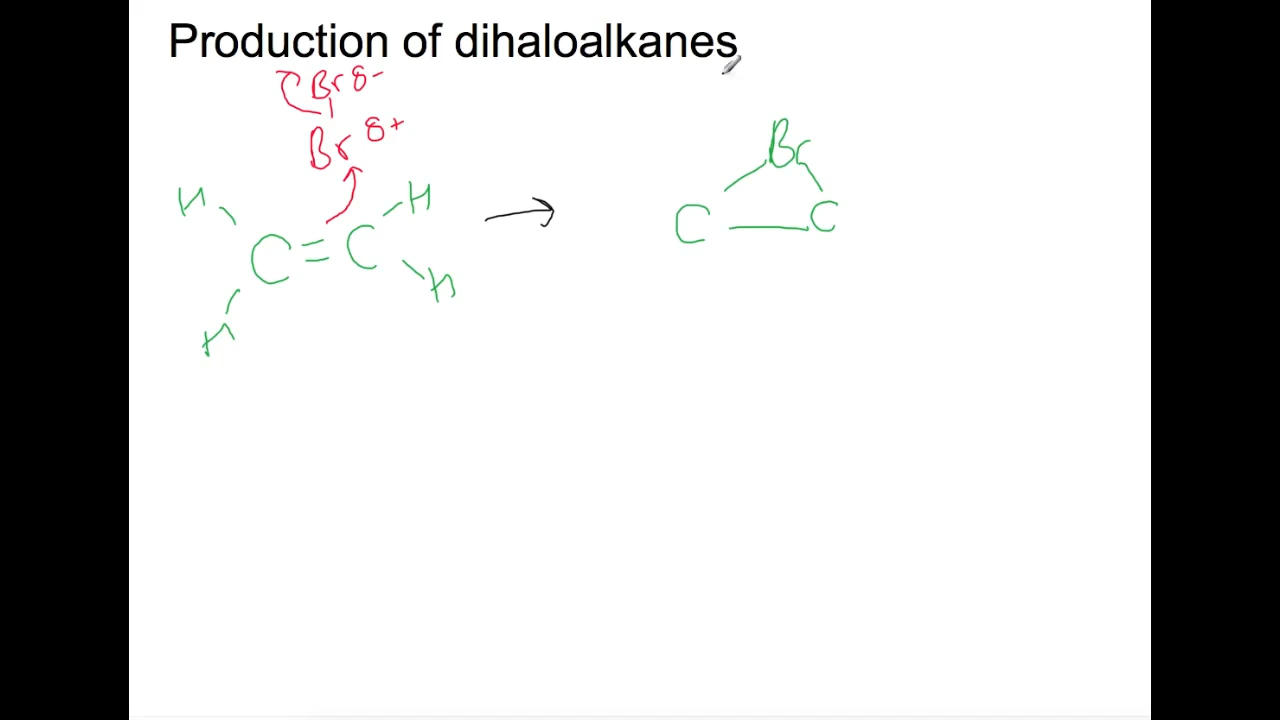 Production of dihaloalkanes
Br δ-
Br δ+
H H
C = C
H H
Br
C C